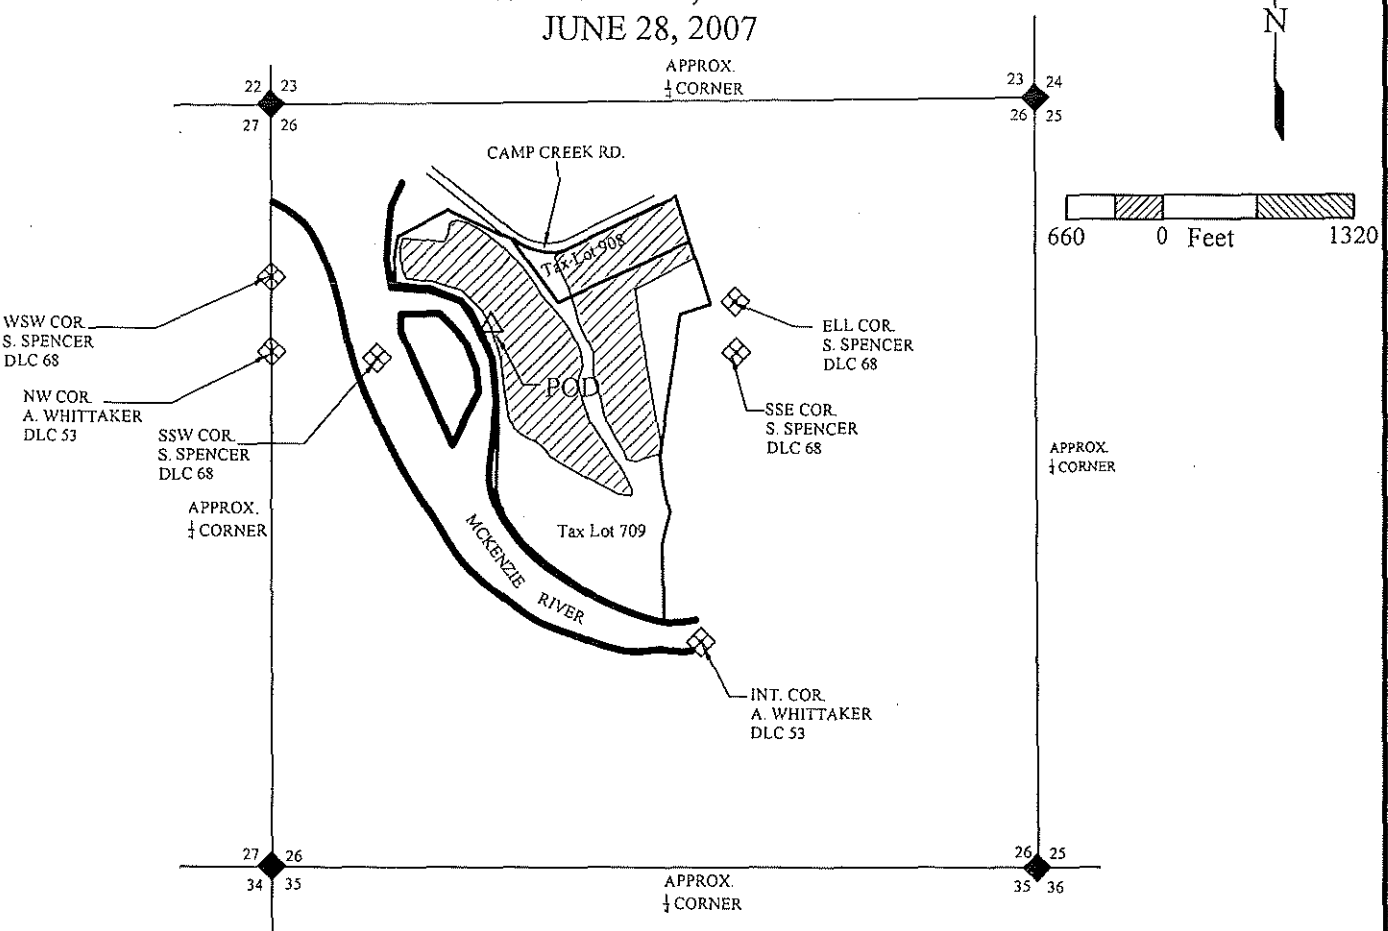 JUNE 28, 2007
N
APPROX.
1/4 CORNER
22 23
27 26
23 24
26 25
CAMP CREEK RD.
660 0 Feet 1320
Tax Lot 908
WSW COR.
S. SPENCER
DLC 68
NW COR.
A. WHITTAKER
DLC 53
SSW COR.
S. SPENCER
DLC 68
ELL COR.
S. SPENCER
DLC 68
POD
SSE COR.
S. SPENCER
DLC 68
APPROX.
1/4 CORNER
APPROX.
1/4 CORNER
Tax Lot 709
MCKENZIE RIVER
INT. COR.
A. WHITTAKER
DLC 53
27 26
34 35
26 25
35 36
APPROX.
1/4 CORNER